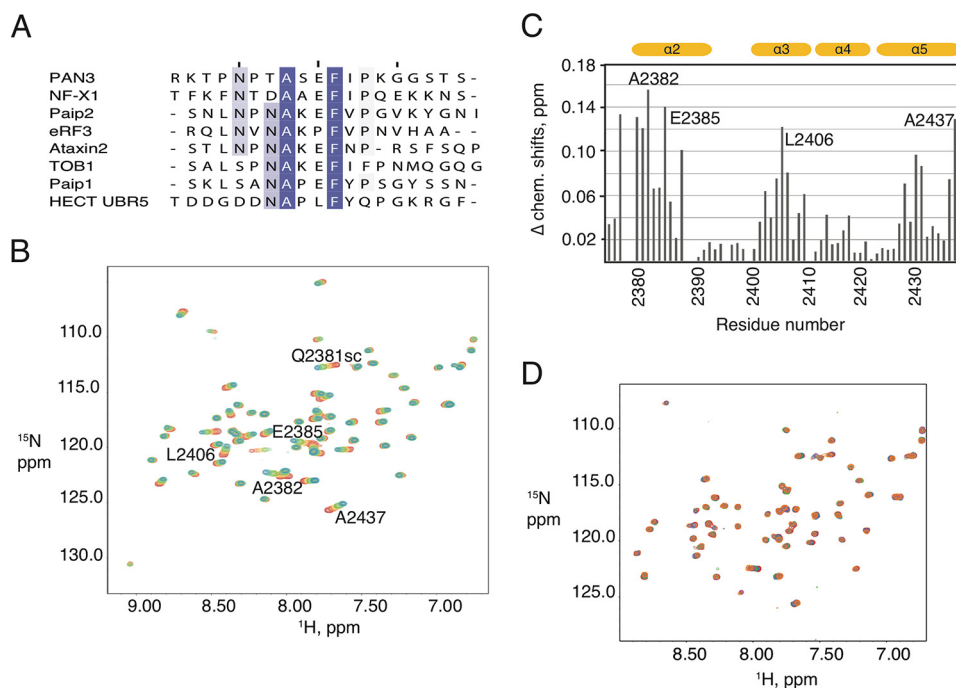 A
PAN3 R K T P N P T A S E F I P K G G S T S -
NF-X1 T F K F N T D A A E F I P Q E K K N S -
Paip2 - S N L N P N A K E F V P G V K Y G N I
eRF3 - R Q L N V N A K P F V P N V H A A - -
Ataxin2 - S T L N P N A K E F N P - R S F S Q P
TOB1 - S A L S P N A K E F I F P N M Q G Q G
Paip1 - S K L S A N A P E F Y P S G Y S S N -
HECT UBR5 T D D G D D N A P L F Y Q P G K R G F -
B
110.0
115.0
15N
ppm
120.0
125.0
130.0
Q2381sc
E2385
L2406
A2382
A2437
9.00 8.50 8.00 7.50 7.00
1H, ppm
C
α2 α3 α4 α5
Δ chem. shifts, ppm
0.18
0.14
0.10
0.06
0.02
A2382
E2385
L2406
A2437
2380 2390 2400 2410 2420 2430
Residue number
D
110.0
115.0
15N
ppm
120.0
125.0
8.50 8.00 7.50 7.00
1H, ppm